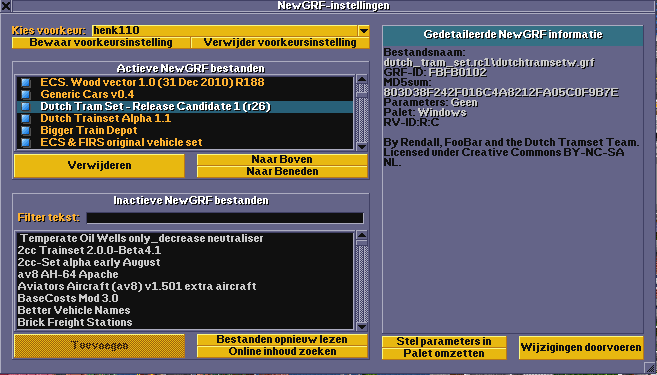 NewGRF-instellingen
Kies voorkeur: henk110
Bewaar voorkeursinstelling Verwijder voorkeursinstelling
Actieve NewGRF bestanden
ECS. Wood vector 1.0 (31 Dec 2010) R188
Generic Cars v0.4
Dutch Tram Set - Release Candidate 1 (r26)
Dutch Trainset Alpha 1.1
Bigger Train Depot
ECS & FIRS original vehicle set
Verwijderen
Naar Boven
Naar Beneden
Inactieve NewGRF bestanden
Filter tekst:
Temperate Oil Wells only_decrease neutraliser
2cc Trainset 2.0.0-Beta4.1
2cc-Set alpha early August
av8 AH-64 Apache
Aviators Aircraft (av8) v1.501 extra aircraft
BaseCosts Mod 3.0
Better Vehicle Names
Brick Freight Stations
Toevoegen
Bestanden opnieuw lezen
Online inhoud zoeken
Gedetaileerde NewGRF informatie
Bestandsnaam:
dutch_tram_set.rc1\dutchtramsetw.grf
GRF-ID: FBFB0102
MD5sum:
803D38F242F016C4A8212FA05C0F9B7E
Parameters: Geen
Palet: Windows
RV-ID:R:C
By Rendall, FooBar and the Dutch Tramset Team.
Licensed under Creative Commons BY-NC-SA
NL.
Stel parameters in
Palet omzetten
Wijzigingen doorvoeren